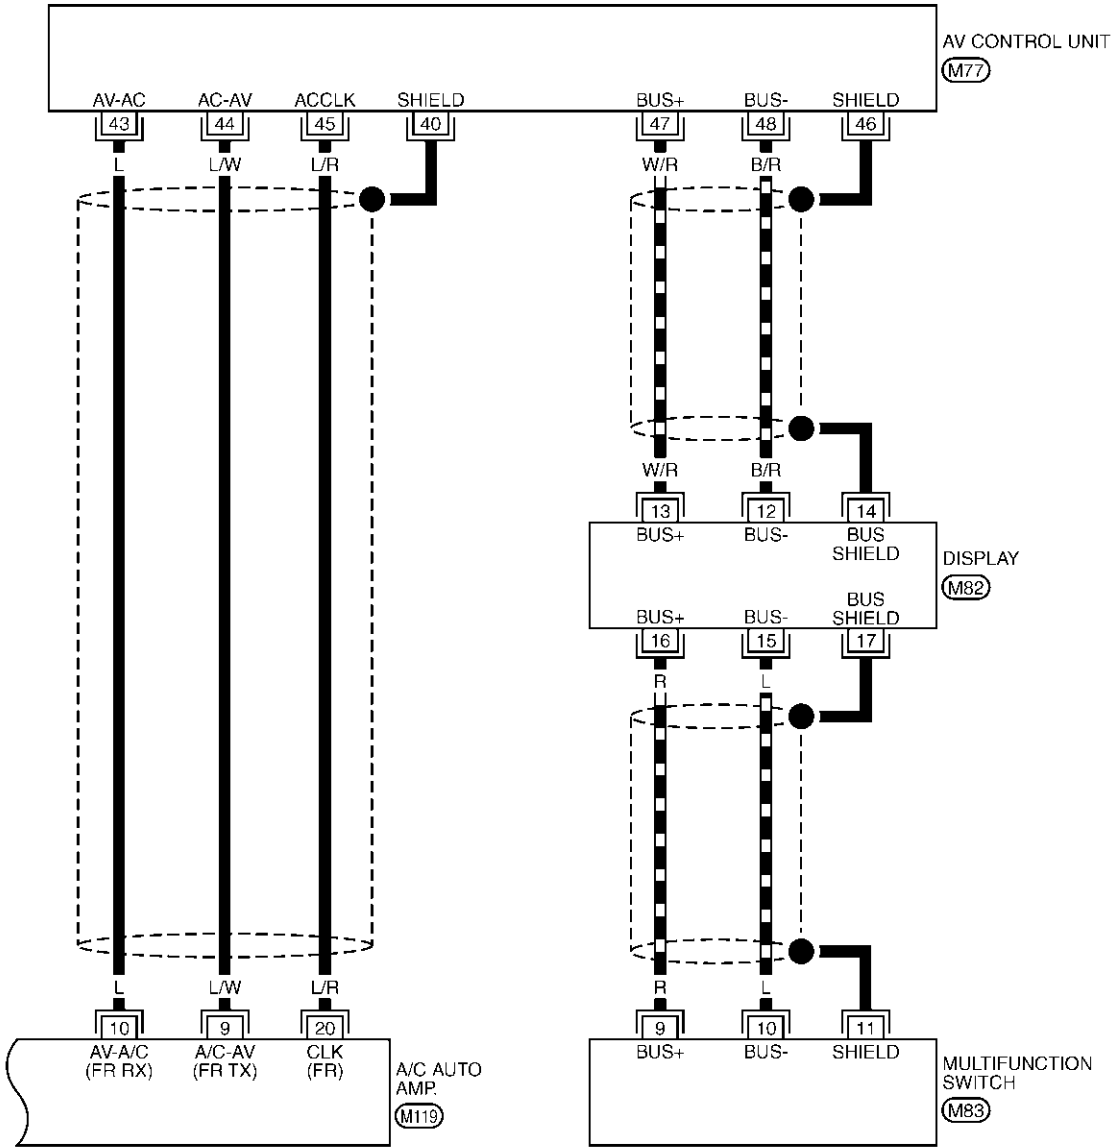 AV CONTROL UNIT
M77
AV-AC AC-AV ACCLK SHIELD BUS+ BUS- SHIELD
43 44 45 40 47 48 46
L L/W L/R W/R B/R
W/R B/R
13 12 14
BUS+ BUS- BUS
SHIELD
DISPLAY
M82
BUS
BUS+ BUS- SHIELD
16 15 17
R L
L L/W L/R R L
10 9 20 9 10 11
AV-A/C A/C-AV CLK BUS+ BUS- SHIELD
(FR RX) (FR TX) (FR)
A/C AUTO
AMP.
M119
MULTIFUNCTION
SWITCH
M83